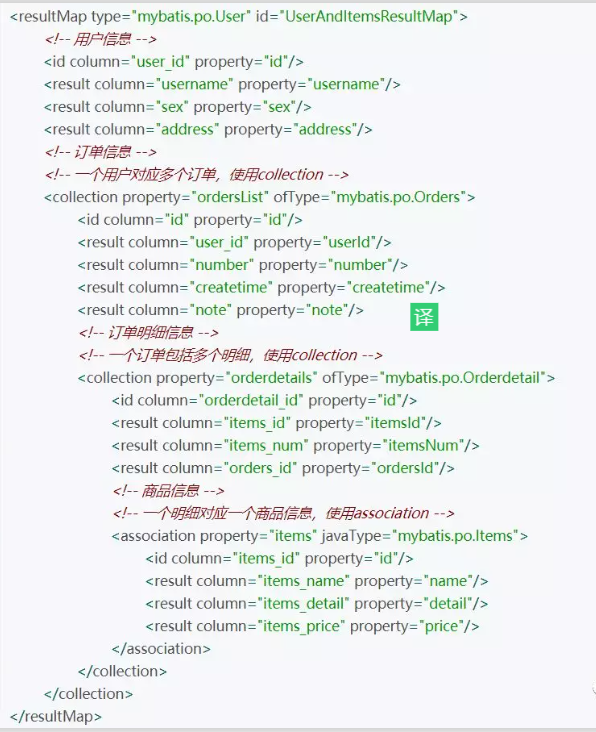 <resultMap type="mybatis.po.User" id="UserAndItemsResultMap">
<!-- 用户信息 -->
<id column="user_id" property="id"/>
<result column="username" property="username"/>
<result column="sex" property="sex"/>
<result column="address" property="address"/>
<!-- 订单信息 -->
<!-- 一个用户对应多个订单，使用collection -->
<collection property="ordersList" ofType="mybatis.po.Orders">
<id column="id" property="id"/>
<result column="user_id" property="userId"/>
<result column="number" property="number"/>
<result column="createtime" property="createtime"/>
<result column="note" property="note"/>
译
<!-- 订单明细信息 -->
<!-- 一个订单包括多个明细，使用collection -->
<collection property="orderdetails" ofType="mybatis.po.Orderdetail">
<id column="orderdetail_id" property="id"/>
<result column="items_id" property="itemsId"/>
<result column="items_num" property="itemsNum"/>
<result column="orders_id" property="ordersId"/>
<!-- 商品信息 -->
<!-- 一个明细对应一个商品信息，使用association -->
<association property="items" javaType="mybatis.po.Items">
<id column="items_id" property="id"/>
<result column="items_name" property="name"/>
<result column="items_detail" property="detail"/>
<result column="items_price" property="price"/>
</association>
</collection>
</collection>
</resultMap>